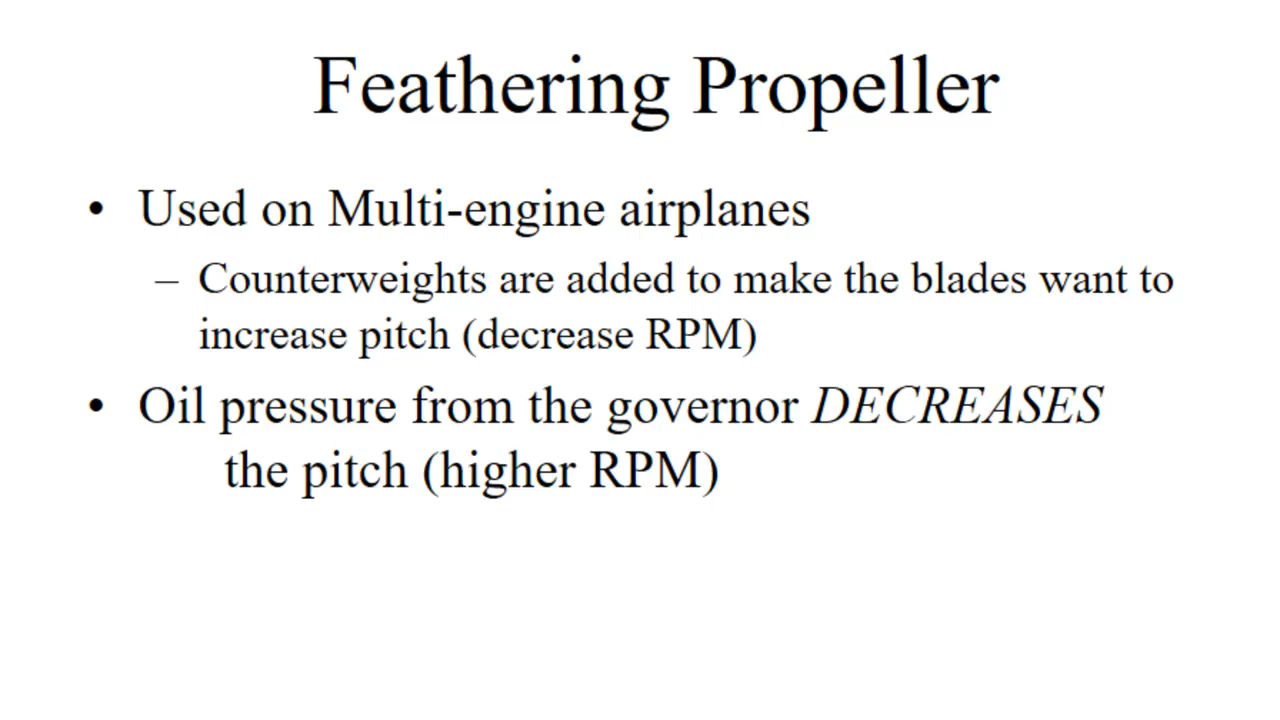 Feathering Propeller
• Used on Multi-engine airplanes
– Counterweights are added to make the blades want to
increase pitch (decrease RPM)
• Oil pressure from the governor DECREASES
the pitch (higher RPM)